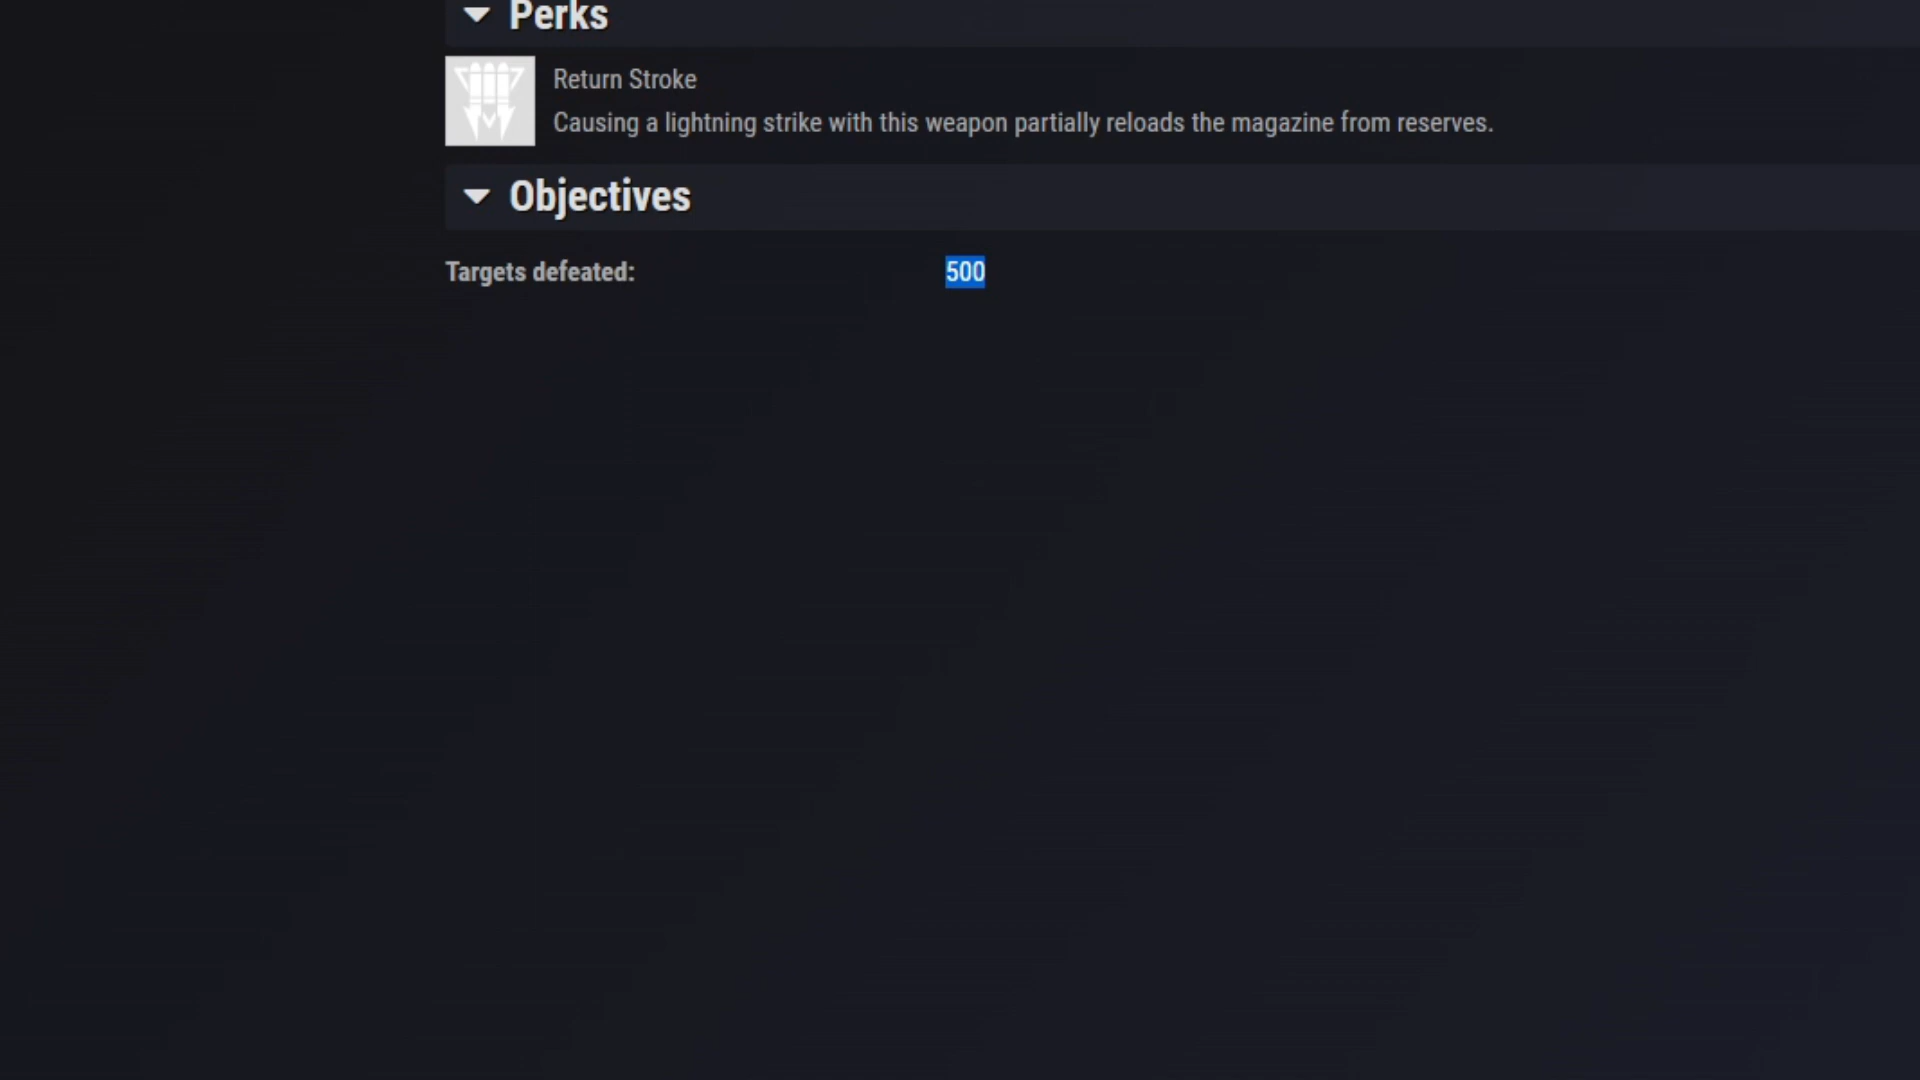 Perks
Return Stroke
Causing a lightning strike with this weapon partially reloads the magazine from reserves.
Objectives
Targets defeated: 500